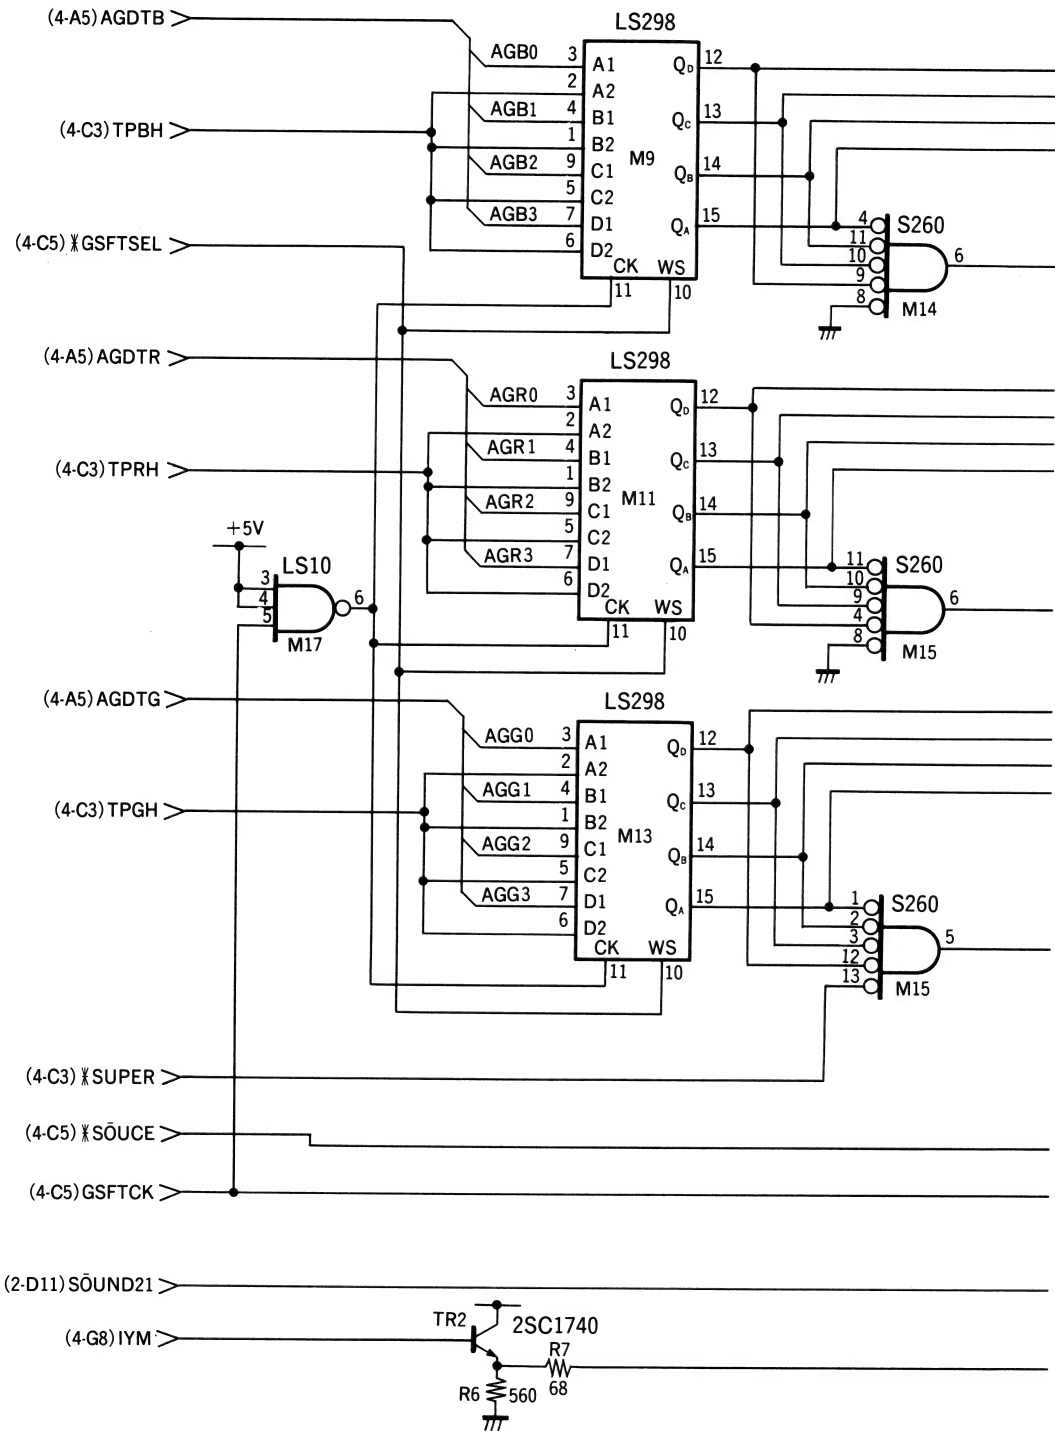 (4-A5) AGDTB
LS298
AGB0 3 A1 QD 12
2 A2
AGB1 4 B1 QC 13
(4-C3) TPBH
1 B2
M9
AGB2 9 C1 QB 14
5 C2
AGB3 7 D1 QA 15
4 S260
(4-C5) ※GSFTSEL
6 D2
11
10
6
CK WS
9
11 10
8 M14
(4-A5) AGDTR
LS298
AGR0 3 A1 QD 12
2 A2
AGR1 4 B1 QC 13
(4-C3) TPRH
1 B2
M11
AGR2 9 C1 QB 14
+5V
5 C2
AGR3 7 D1 QA 15
11 S260
LS10
6 D2
10
3
4
5
6
9
6
CK WS
4
11 10
M17
8 M15
(4-A5) AGDTG
LS298
AGG0 3 A1 QD 12
2 A2
AGG1 4 B1 QC 13
(4-C3) TPGH
1 B2
M13
AGG2 9 C1 QB 14
5 C2
AGG3 7 D1 QA 15
1 S260
6 D2
2
3
5
CK WS
12
11 10
13 M15
(4-C3) ※SUPER
(4-C5) ※SŌUCE
(4-C5) GSFTCK
(2-D11) SŌUND21
TR2 2SC1740
(4-G8) IYM
R7
68
R6 560